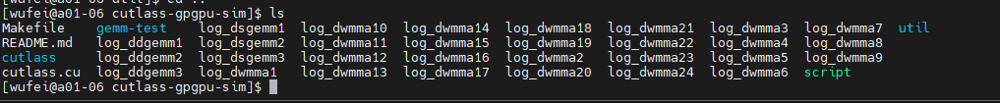 [wufei@a01-06 util]$ cd ..
[wufei@a01-06 cutlass-gpgpu-sim]$ ls
Makefile gemm-test log_dsgemm1 log_dwmma10 log_dwmma14 log_dwmma18 log_dwmma21 log_dwmma3 log_dwmma7 util
README.md log_ddgemm1 log_dsgemm2 log_dwmma11 log_dwmma15 log_dwmma19 log_dwmma22 log_dwmma4 log_dwmma8
cutlass log_ddgemm2 log_dsgemm3 log_dwmma12 log_dwmma16 log_dwmma2 log_dwmma23 log_dwmma5 log_dwmma9
cutlass.cu log_ddgemm3 log_dwmma1 log_dwmma13 log_dwmma17 log_dwmma20 log_dwmma24 log_dwmma6 script
[wufei@a01-06 cutlass-gpgpu-sim]$